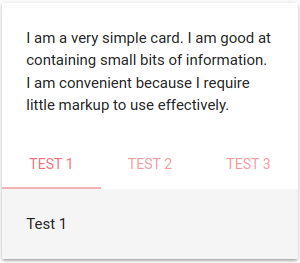 I am a very simple card. I am good at
containing small bits of information.
I am convenient because I require
little markup to use effectively.
TEST 1 TEST 2 TEST 3
Test 1